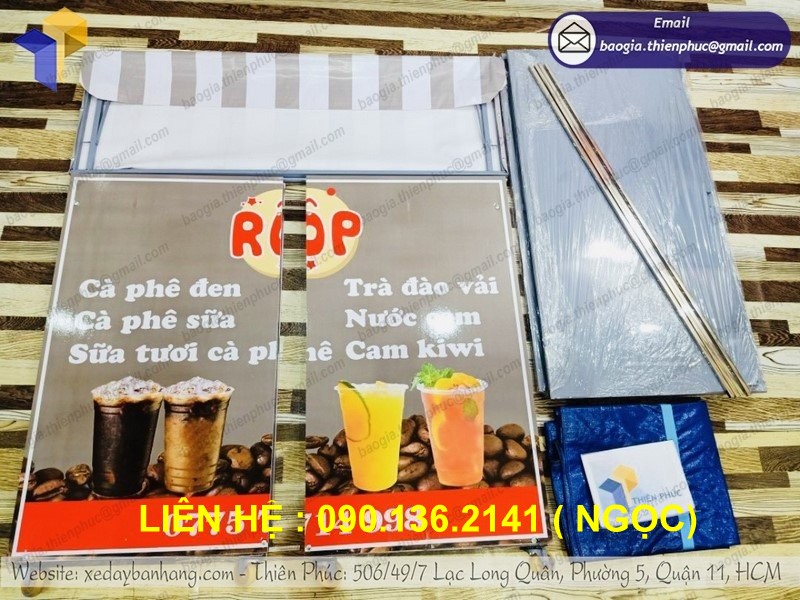 Email
baogia.thienphuc@gmail.com
RỘP
Cà phê đen
Cà phê sữa
Sữa tươi cà phê
Trà đào vải
Nước cam
Cam kiwi
LIÊN HỆ : 090.136.2141 ( NGỌC)
THIÊN PHÚC
Website: xedaybanhang.com - Thiên Phúc: 506/49/7 Lạc Long Quân, Phường 5, Quận 11, HCM